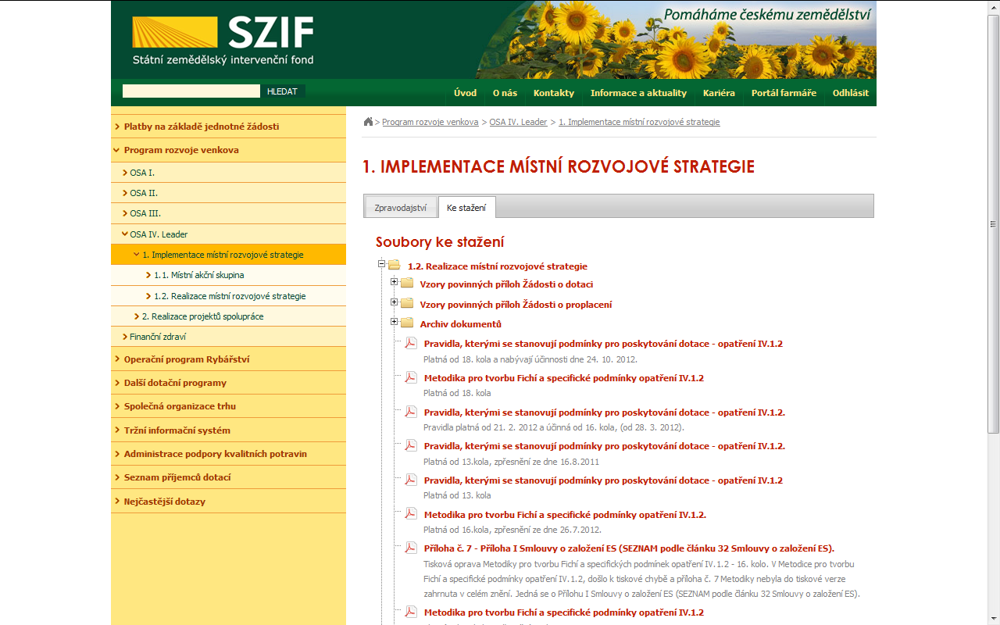 SZIF
Státní zemědělský intervenční fond
Pomáháme českému zemědělství
HLEDAT
Úvod
O nás
Kontakty
Informace a aktuality
Kariéra
Portál farmáře
Odhlásit
Platby na základě jednotné žádosti
Program rozvoje venkova
OSA I.
OSA II.
OSA III.
OSA IV. Leader
1. Implementace místní rozvojové strategie
1.1. Místní akční skupina
1.2. Realizace místní rozvojové strategie
2. Realizace projektů spolupráce
Finanční zdraví
Operační program Rybářství
Další dotační programy
Společná organizace trhu
Tržní informační systém
Administrace podpory kvalitních potravin
Seznam příjemců dotací
Nejčastější dotazy
> Program rozvoje venkova > OSA IV. Leader > 1. Implementace místní rozvojové strategie
1. IMPLEMENTACE MÍSTNÍ ROZVOJOVÉ STRATEGIE
Zpravodajství
Ke stažení
Soubory ke stažení
1.2. Realizace místní rozvojové strategie
Vzory povinných příloh Žádosti o dotaci
Vzory povinných příloh Žádosti o proplacení
Archiv dokumentů
Pravidla, kterými se stanovují podmínky pro poskytování dotace - opatření IV.1.2
Platná od 18. kola a nabývají účinnosti dne 24. 10. 2012.
Metodika pro tvorbu Fichí a specifické podmínky opatření IV.1.2
Platná od 18. kola
Pravidla, kterými se stanovují podmínky pro poskytování dotace - opatření IV.1.2.
Pravidla platná od 21. 2. 2012 a účinná od 16. kola, (od 28. 3. 2012).
Pravidla, kterými se stanovují podmínky pro poskytování dotace - opatření IV.1.2.
Platná od 13.kola, zpřesnění ze dne 16.8.2011
Pravidla, kterými se stanovují podmínky pro poskytování dotace - opatření IV.1.2
Platná od 13. kola
Metodika pro tvorbu Fichí a specifické podmínky opatření IV.1.2.
Platná od 16.kola, zpřesnění ze dne 26.7.2012.
Příloha č. 7 - Příloha I Smlouvy o založení ES (SEZNAM podle článku 32 Smlouvy o založení ES).
Tisková oprava Metodiky pro tvorbu Fichí a specifických podmínek opatření IV.1.2 - 16. kolo. V Metodice pro tvorbu
Fichí a specifické podmínky opatření IV.1.2, došlo k tiskové chybě a příloha č. 7 Metodiky nebyla do tiskové verze
zahrnuta v celém znění. Jedná se o Přílohu I Smlouvy o založení ES (SEZNAM podle článku 32 Smlouvy o založení ES).
Metodika pro tvorbu Fichí a specifické podmínky opatření IV.1.2